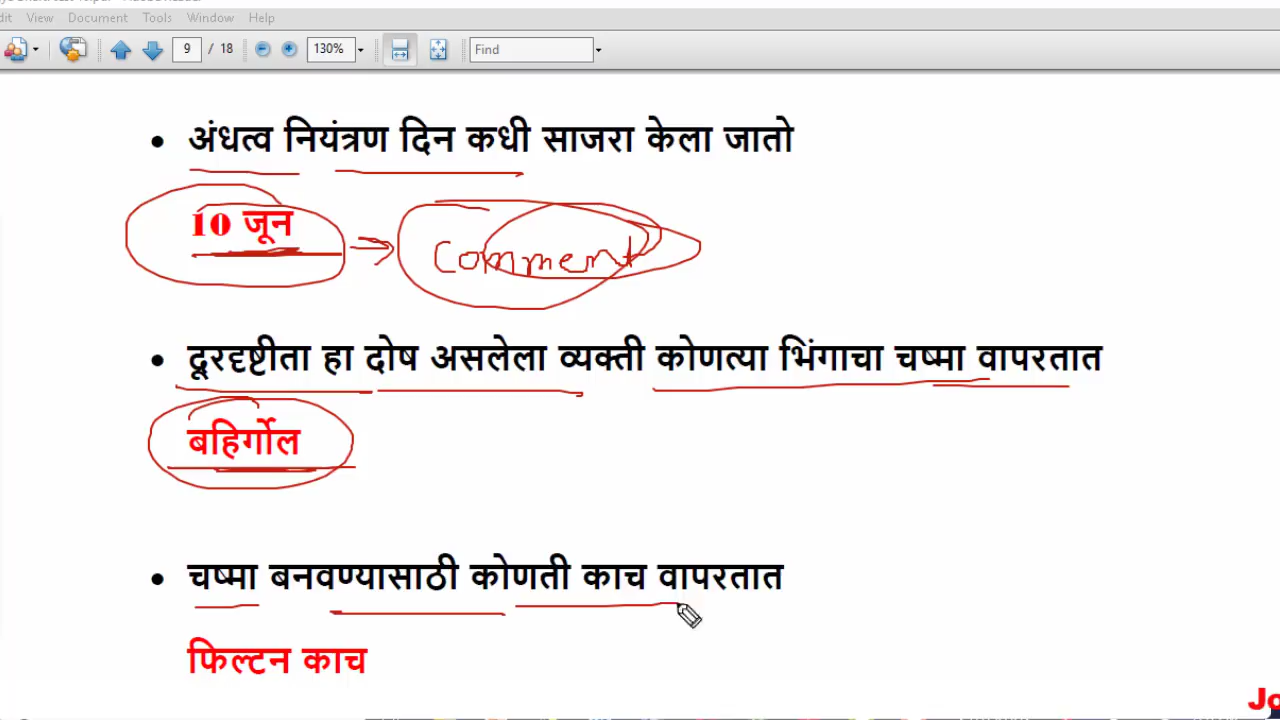 View Document Tools Window Help
9 / 18 130% Find
• अंधत्व नियंत्रण दिन कधी साजरा केला जातो
10 जून → Comment
• दूरदृष्टीता हा दोष असलेला व्यक्ती कोणत्या भिंगाचा चष्मा वापरतात
बहिर्गोल
• चष्मा बनवण्यासाठी कोणती काच वापरतात
फिल्टन काच